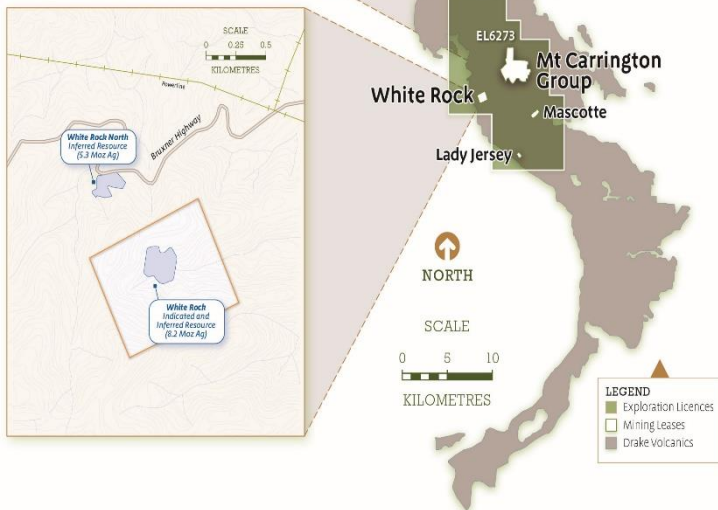 SCALE
0 0.25 0.5
KILOMETRES
Powerline
Bruxner Highway
White Rock North
Inferred Resource
(5.3 Moz Ag)
White Rock
Indicated and
Inferred Resource
(8.2 Moz Ag)
EL6273
Mt Carrington
Group
White Rock
Mascotte
Lady Jersey
NORTH
SCALE
0 5 10
KILOMETRES
LEGEND
Exploration Licences
Mining Leases
Drake Volcanics